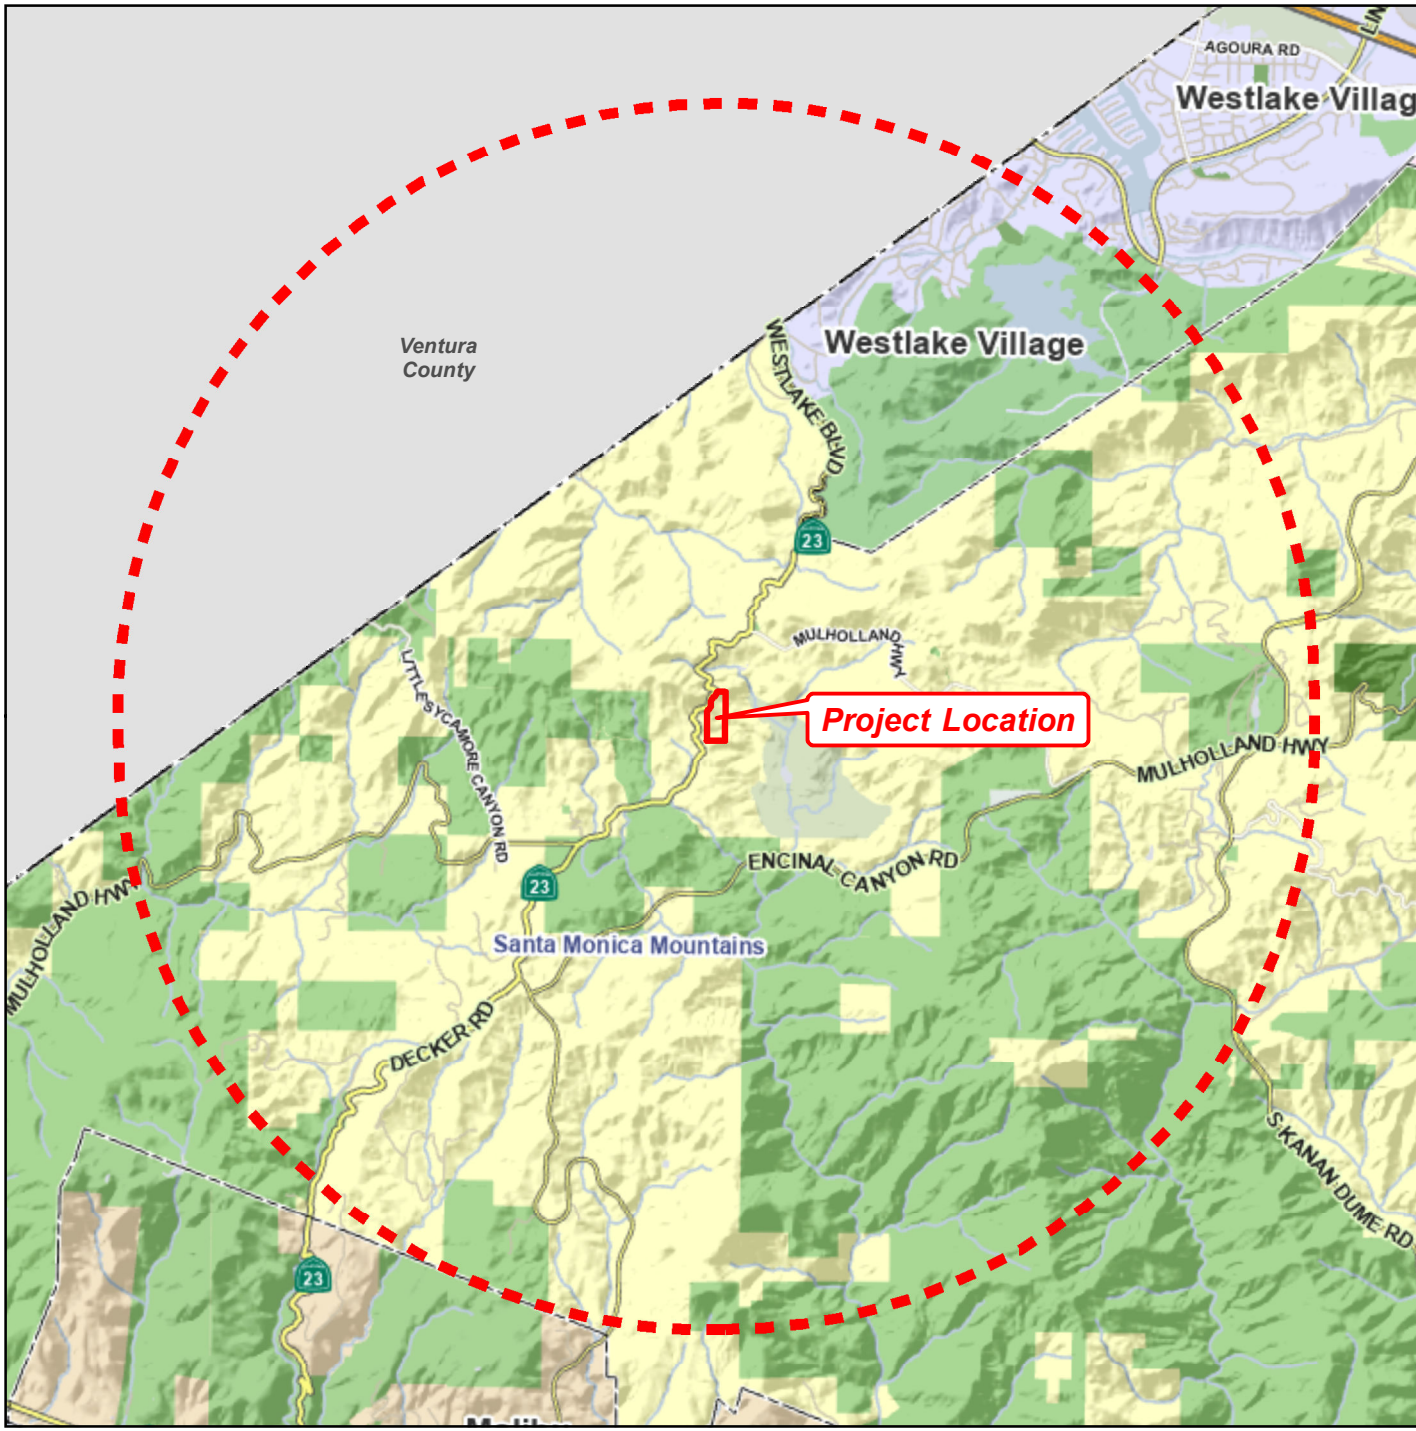 LIN
AGOURA RD
Westlake Villag
Ventura
County
WESTLAKE BLVD
Westlake Village
23
MULHOLLAND HWY
LITTLE SYCAMORE CANYON RD
Project Location
MULHOLLAND HWY
ENCINAL CANYON RD
23
MULHOLLAND HWY
Santa Monica Mountains
DECKER RD
S KANAN DUME RD
23